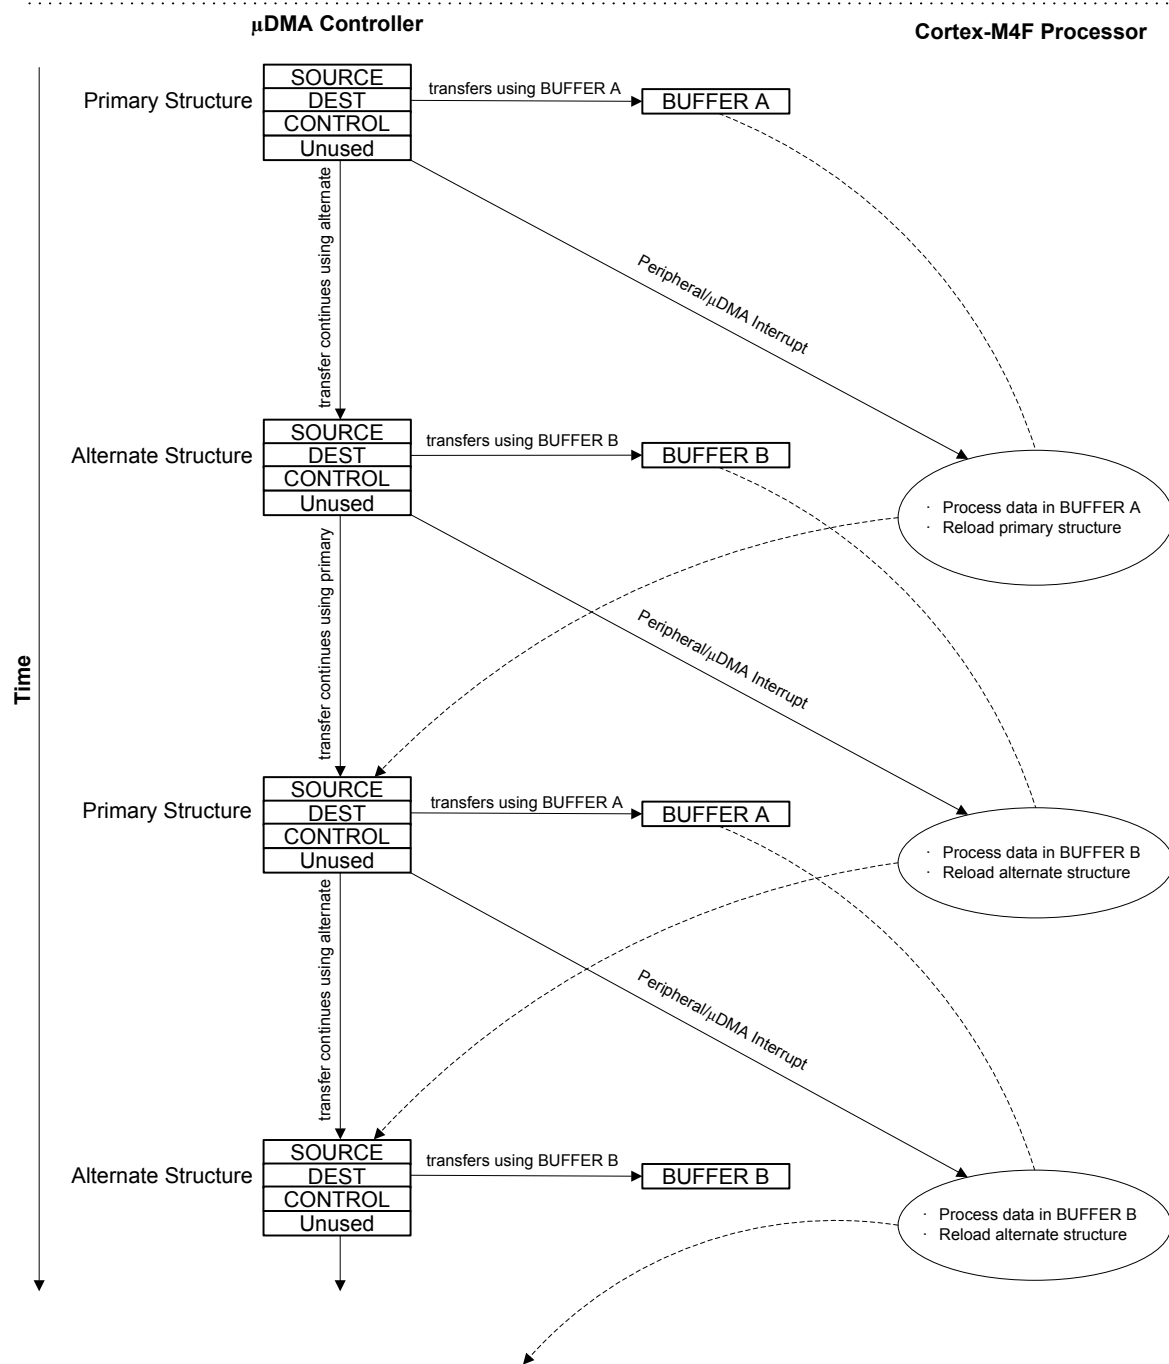 μDMA Controller
Cortex-M4F Processor
SOURCE
Primary Structure
DEST
transfers using BUFFER A
BUFFER A
CONTROL
Unused
transfer continues using alternate
Peripheral/μDMA Interrupt
SOURCE
Alternate Structure
DEST
transfers using BUFFER B
BUFFER B
CONTROL
Unused
· Process data in BUFFER A
· Reload primary structure
transfer continues using primary
Peripheral/μDMA Interrupt
Time
SOURCE
Primary Structure
DEST
transfers using BUFFER A
BUFFER A
CONTROL
Unused
· Process data in BUFFER B
· Reload alternate structure
transfer continues using alternate
Peripheral/μDMA Interrupt
SOURCE
Alternate Structure
DEST
transfers using BUFFER B
BUFFER B
CONTROL
Unused
· Process data in BUFFER B
· Reload alternate structure